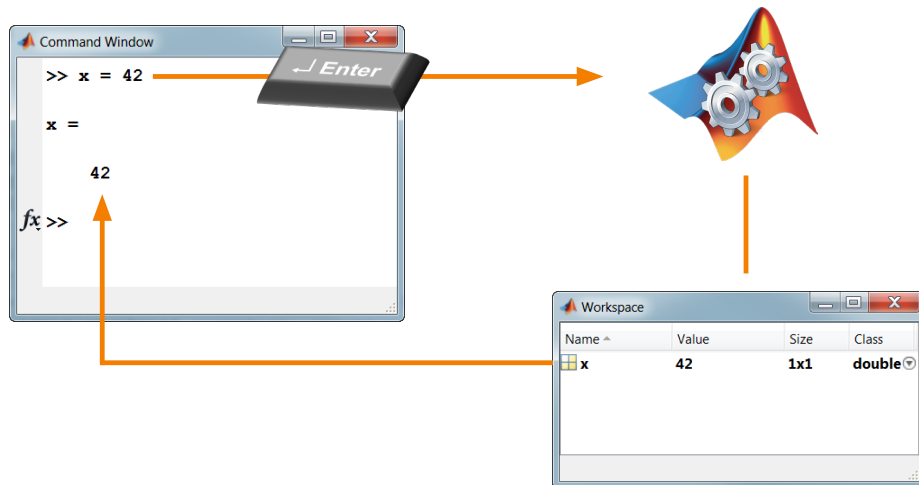 Command Window
>> x = 42
↵ Enter
x =
42
fx >>
Workspace
Name Value Size Class
x 42 1x1 double